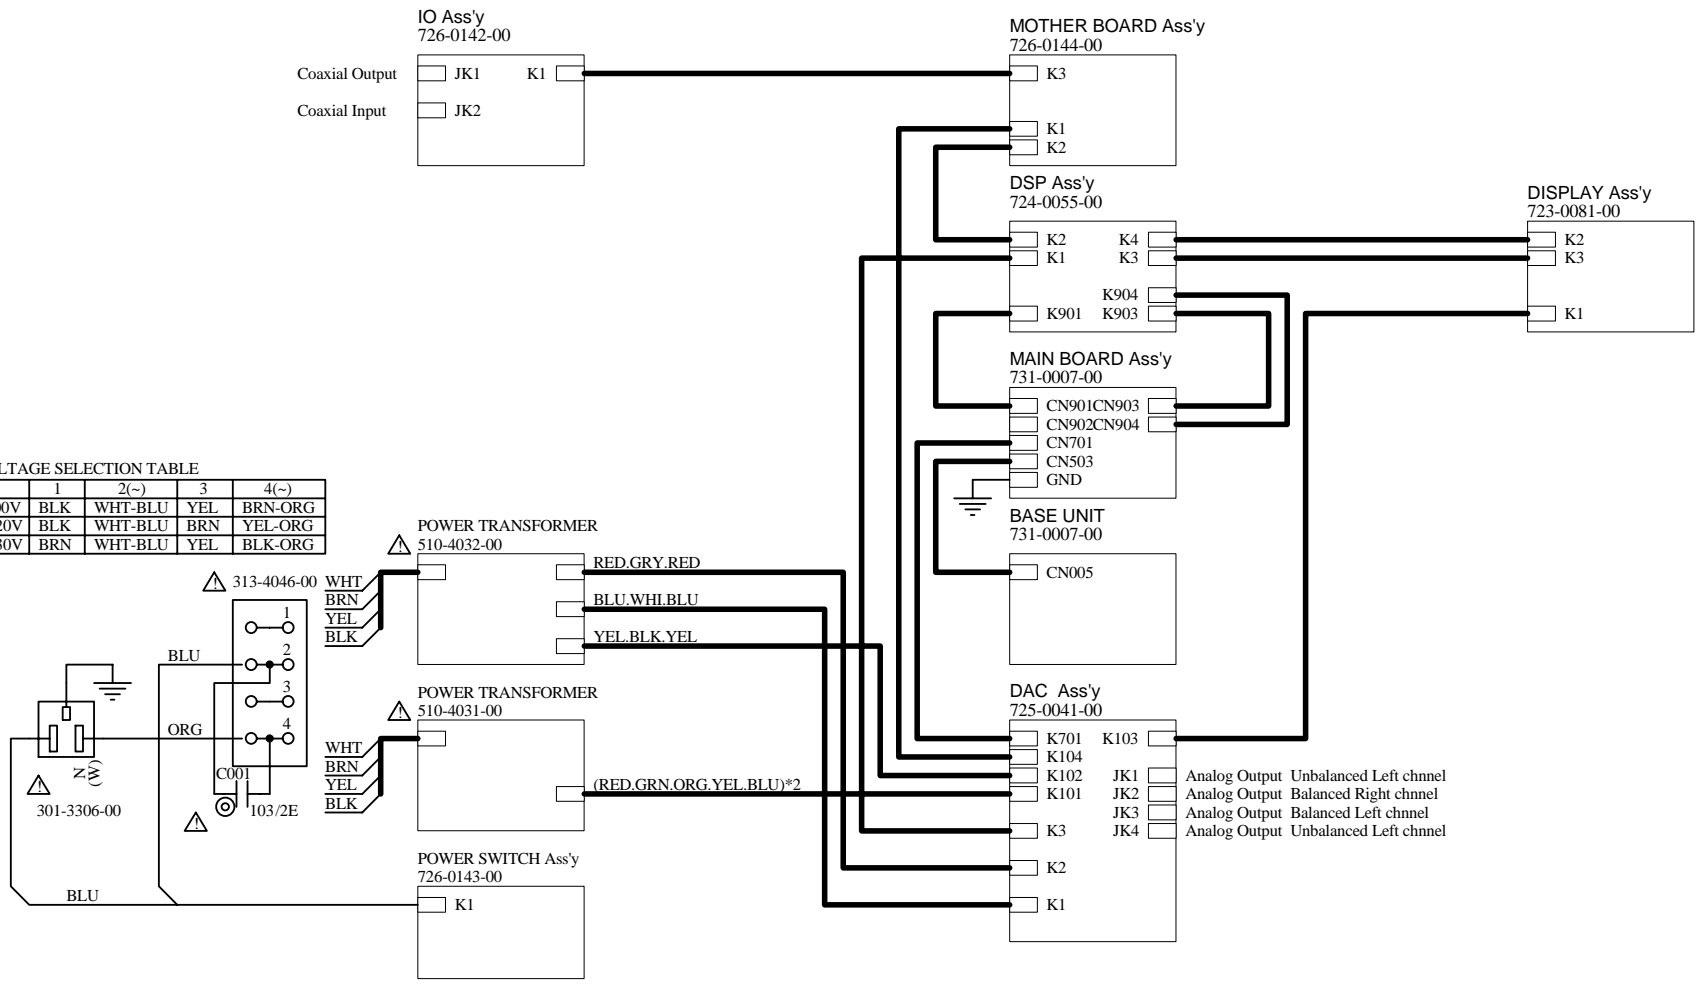 IO Ass'y
726-0142-00
Coaxial Output
JK1 K1
Coaxial Input
JK2
MOTHER BOARD Ass'y
726-0144-00
K3
K1
K2
DSP Ass'y
724-0055-00
K2 K4
K1 K3
K904
K901 K903
DISPLAY Ass'y
723-0081-00
K2
K3
K1
MAIN BOARD Ass'y
731-0007-00
CN901CN903
CN902CN904
CN701
CN503
GND
BASE UNIT
731-0007-00
CN005
LTAGE SELECTION TABLE
1 2(~) 3 4(~)
0V BLK WHT-BLU YEL BRN-ORG
20V BLK WHT-BLU BRN YEL-ORG
30V BRN WHT-BLU YEL BLK-ORG
POWER TRANSFORMER
510-4032-00
WHT
BRN
YEL
BLK
RED.GRY.RED
BLU.WHI.BLU
YEL.BLK.YEL
313-4046-00
1
2
3
4
BLU
ORG
N
(W)
301-3306-00
C001
103/2E
BLU
POWER TRANSFORMER
510-4031-00
WHT
BRN
YEL
BLK
(RED.GRN.ORG.YEL.BLU)*2
POWER SWITCH Ass'y
726-0143-00
K1
DAC Ass'y
725-0041-00
K701 K103
K104
K102 JK1 Analog Output Unbalanced Left chnnel
K101 JK2 Analog Output Balanced Right chnnel
JK3 Analog Output Balanced Left chnnel
K3 JK4 Analog Output Unbalanced Left chnnel
K2
K1